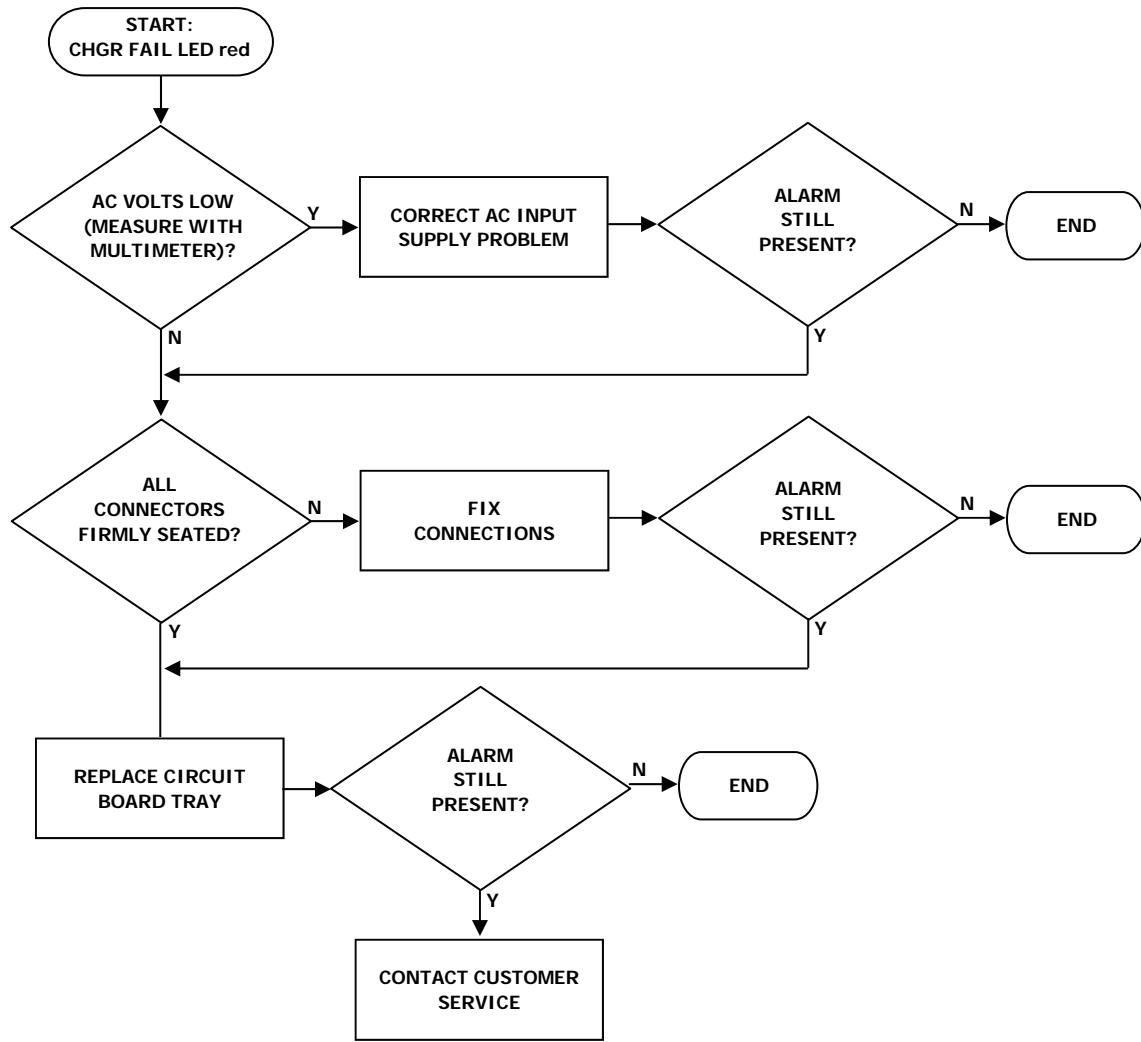 START:
CHGR FAIL LED red
AC VOLTS LOW
(MEASURE WITH
MULTIMETER)?
Y
CORRECT AC INPUT
SUPPLY PROBLEM
ALARM
STILL
PRESENT?
N
END
N
Y
ALL
CONNECTORS
FIRMLY SEATED?
N
FIX
CONNECTIONS
ALARM
STILL
PRESENT?
N
END
Y
Y
REPLACE CIRCUIT
BOARD TRAY
ALARM
STILL
PRESENT?
N
END
Y
CONTACT CUSTOMER
SERVICE